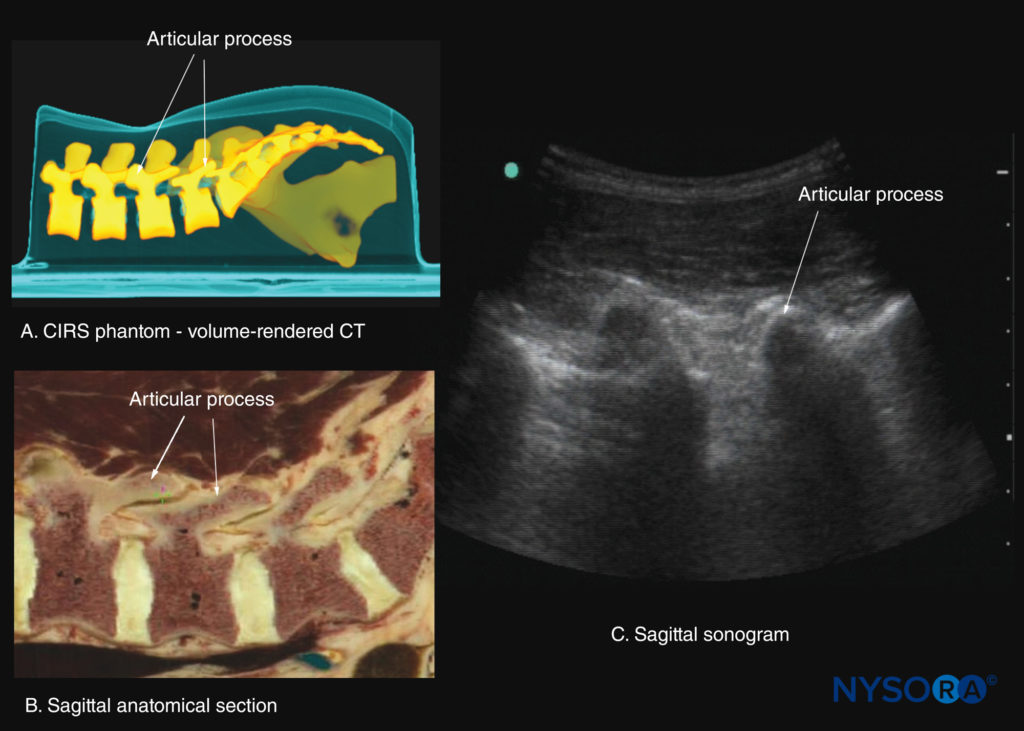 Articular process
A. CIRS phantom - volume-rendered CT
Articular process
B. Sagittal anatomical section
Articular process
C. Sagittal sonogram
NYSORA©